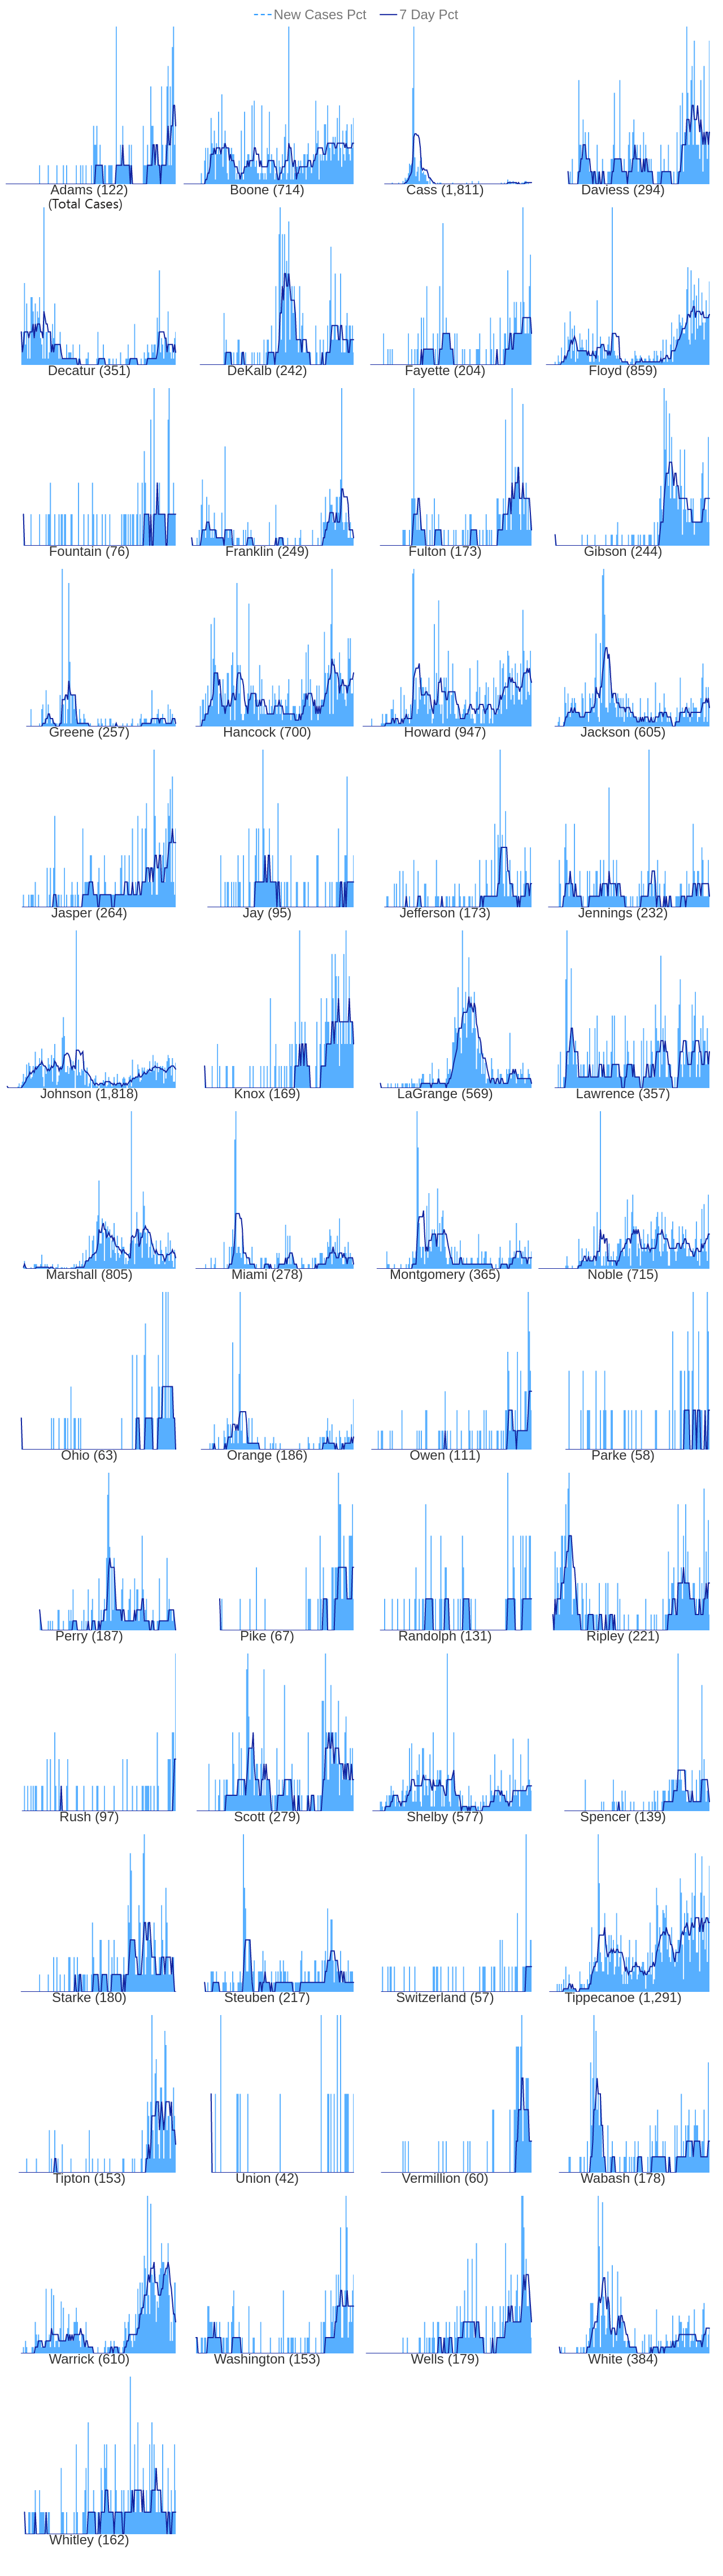 New Cases Pct 7 Day Pct
Adams (122) Boone (714) Cass (1,811) Daviess (294)
(Total Cases)
Decatur (351) DeKalb (242) Fayette (204) Floyd (859)
Fountain (76) Franklin (249) Fulton (173) Gibson (244)
Greene (257) Hancock (700) Howard (947) Jackson (605)
Jasper (264) Jay (95) Jefferson (173) Jennings (232)
Johnson (1,818) Knox (169) LaGrange (569) Lawrence (357)
Marshall (805) Miami (278) Montgomery (365) Noble (715)
Ohio (63) Orange (186) Owen (111) Parke (58)
Perry (187) Pike (67) Randolph (131) Ripley (221)
Rush (97) Scott (279) Shelby (577) Spencer (139)
Starke (180) Steuben (217) Switzerland (57) Tippecanoe (1,291)
Tipton (153) Union (42) Vermillion (60) Wabash (178)
Warrick (610) Washington (153) Wells (179) White (384)
Whitley (162)